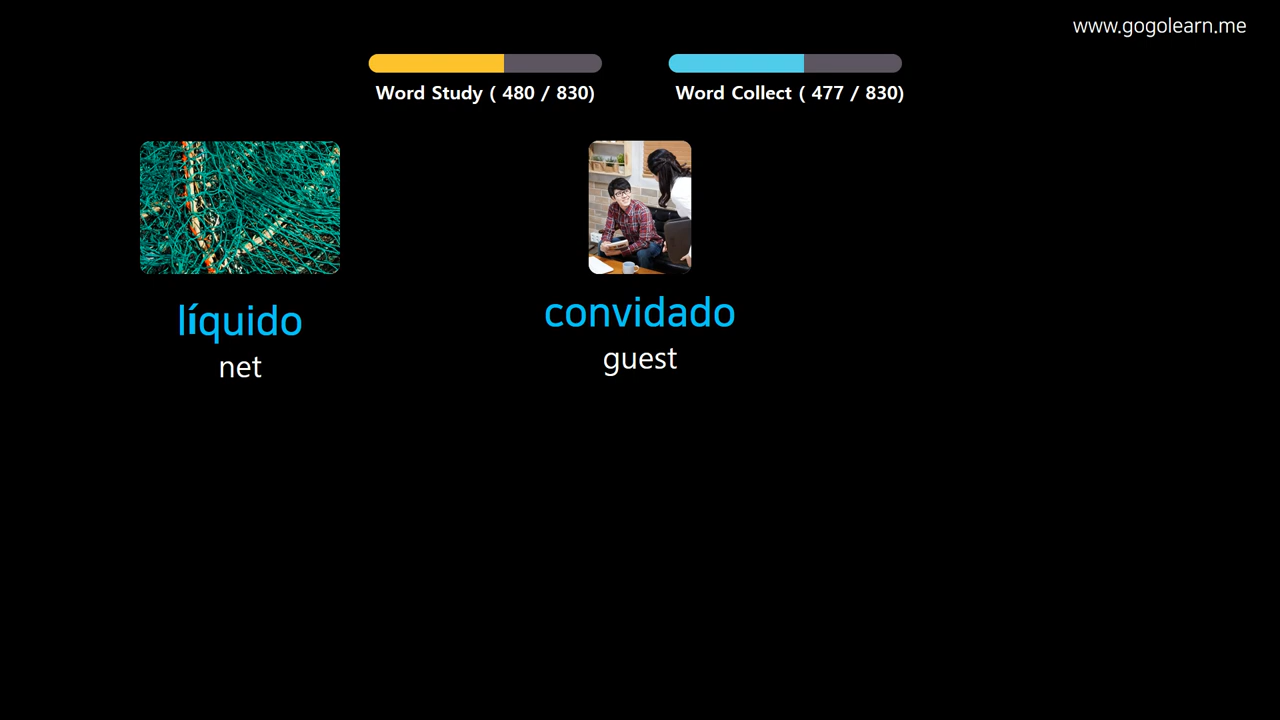 www.gogolearn.me
Word Study ( 480 / 830)
Word Collect ( 477 / 830)
líquido
net
convidado
guest